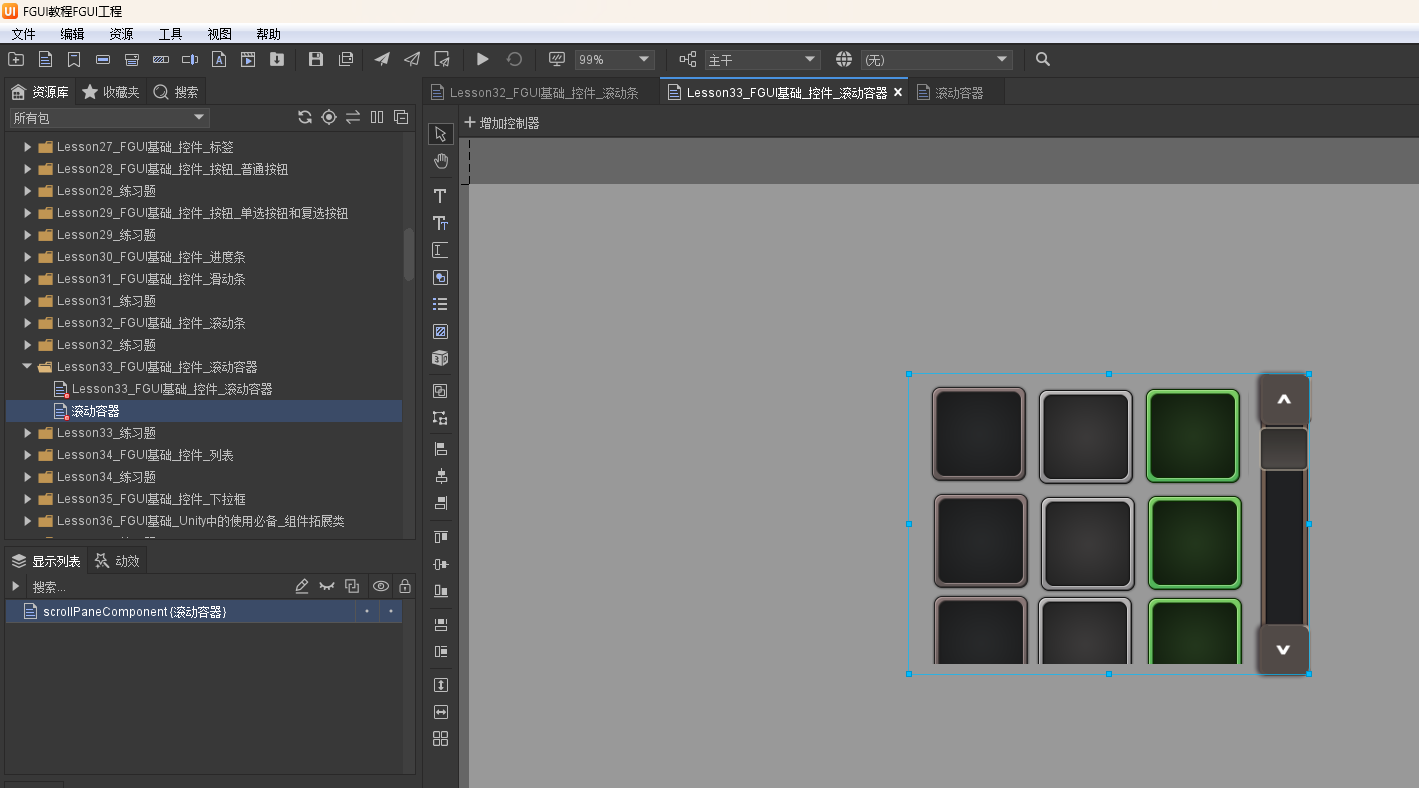 UI FGUI教程FGUI工程
文件 编辑 资源 工具 视图 帮助
99% 主干 (无)
资源库 收藏夹 搜索
Lesson32_FGUI基础_控件_滚动条 Lesson33_FGUI基础_控件_滚动容器 滚动容器
所有包
增加控制器
Lesson27_FGUI基础_控件_标签
Lesson28_FGUI基础_控件_按钮_普通按钮
Lesson28_练习题
Lesson29_FGUI基础_控件_按钮_单选按钮和复选按钮
Lesson29_练习题
Lesson30_FGUI基础_控件_进度条
Lesson31_FGUI基础_控件_滑动条
Lesson31_练习题
Lesson32_FGUI基础_控件_滚动条
Lesson32_练习题
Lesson33_FGUI基础_控件_滚动容器
Lesson33_FGUI基础_控件_滚动容器
滚动容器
Lesson33_练习题
Lesson34_FGUI基础_控件_列表
Lesson34_练习题
Lesson35_FGUI基础_控件_下拉框
Lesson36_FGUI基础_Unity中的使用必备_组件拓展类
显示列表 动效
搜索...
scrollPaneComponent{滚动容器}